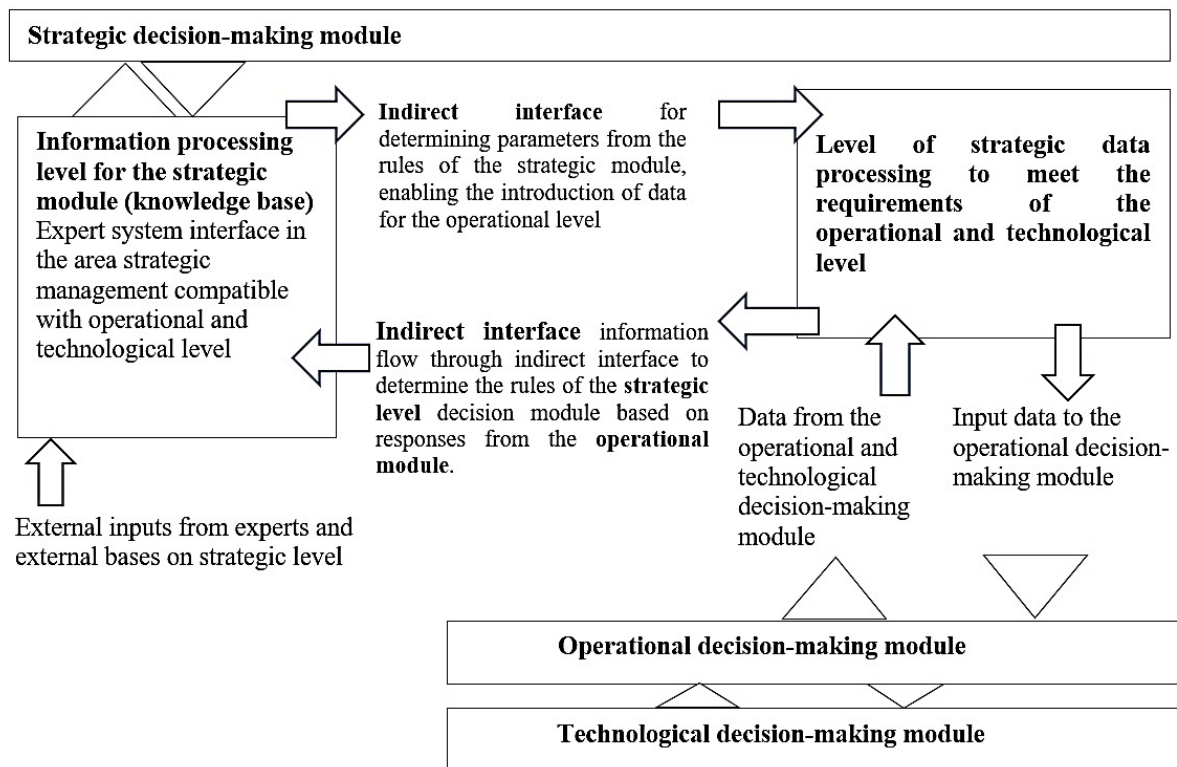 Strategic decision-making module
Information processing
level for the strategic
module (knowledge base)
Expert system interface in
the area strategic
management compatible
with operational and
technological level
Indirect interface for
determining parameters from the
rules of the strategic module,
enabling the introduction of data
for the operational level
Level of strategic data
processing to meet the
requirements of the
operational and technological
level
Indirect interface information
flow through indirect interface to
determine the rules of the strategic
level decision module based on
responses from the operational
module.
Data from the
operational and
technological
decision-making
module
Input data to the
operational decision-
making module
External inputs from experts and
external bases on strategic level
Operational decision-making module
Technological decision-making module